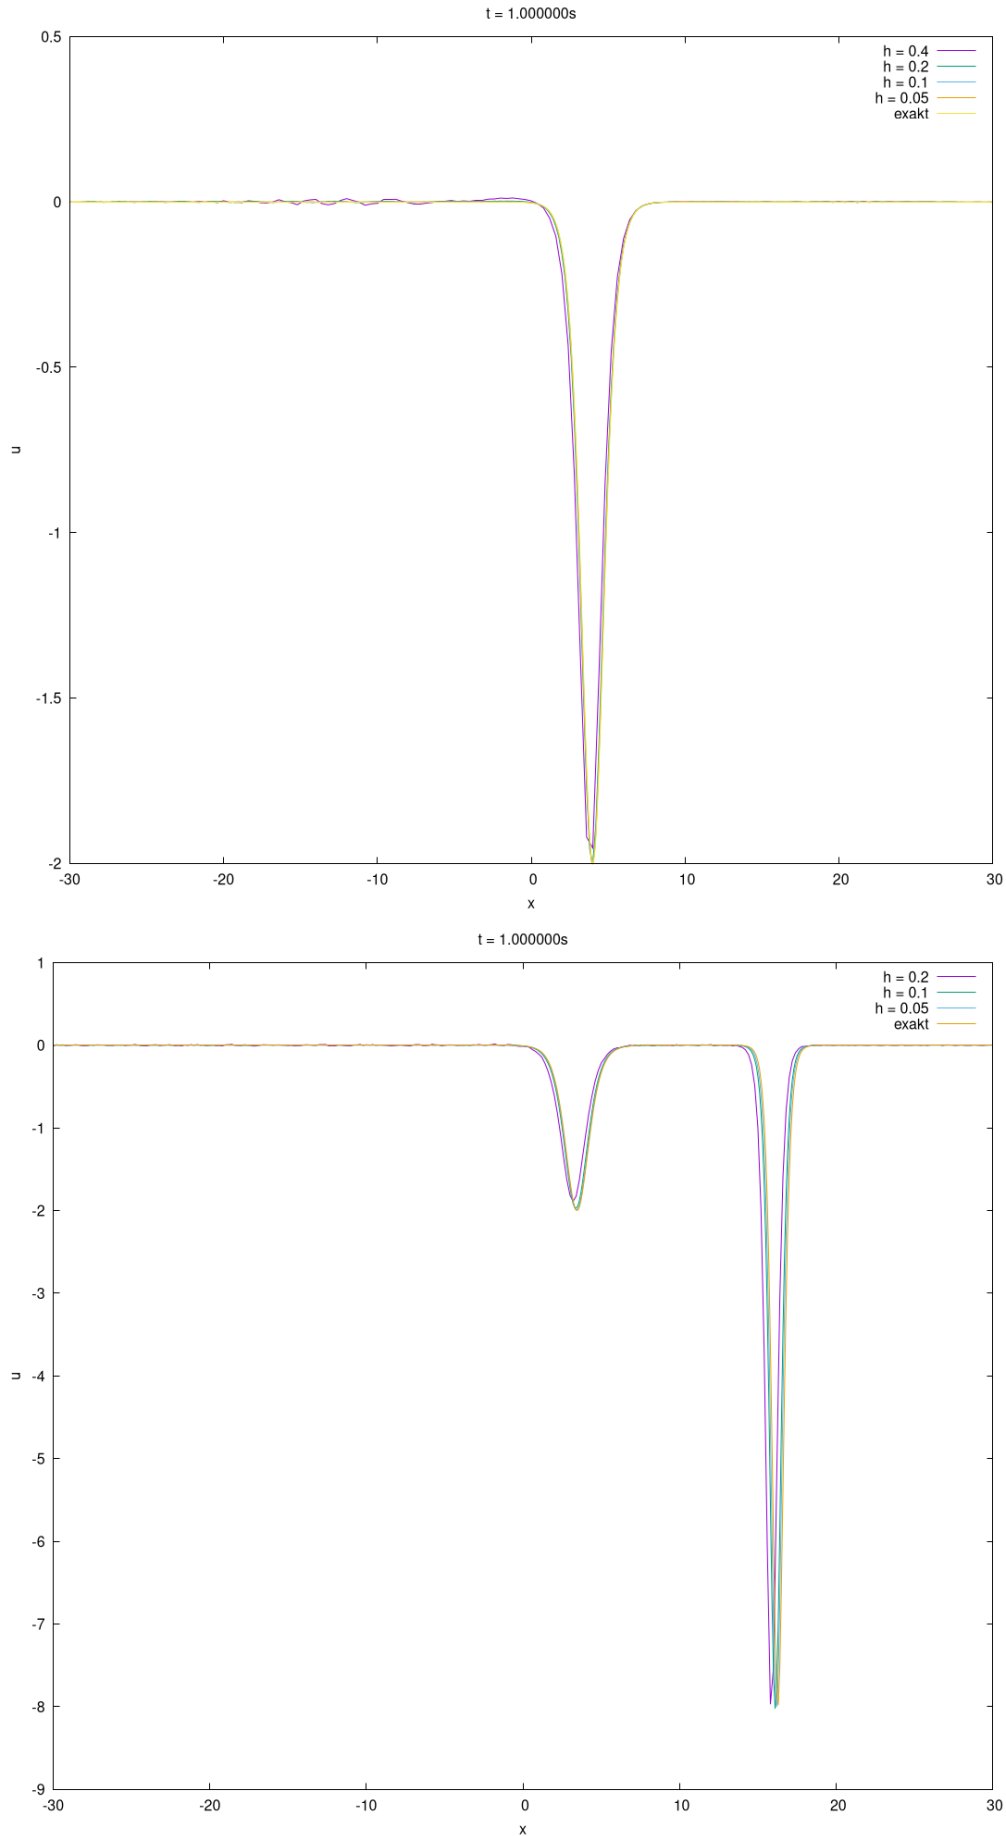 t = 1.000000s
0.5
h = 0.4
h = 0.2
h = 0.1
h = 0.05
exakt
0
-0.5
u
-1
-1.5
-2
-30 -20 -10 0 10 20 30
x
t = 1.000000s
1
h = 0.2
h = 0.1
h = 0.05
exakt
0
-1
-2
-3
-4
u
-5
-6
-7
-8
-9
-30 -20 -10 0 10 20 30
x